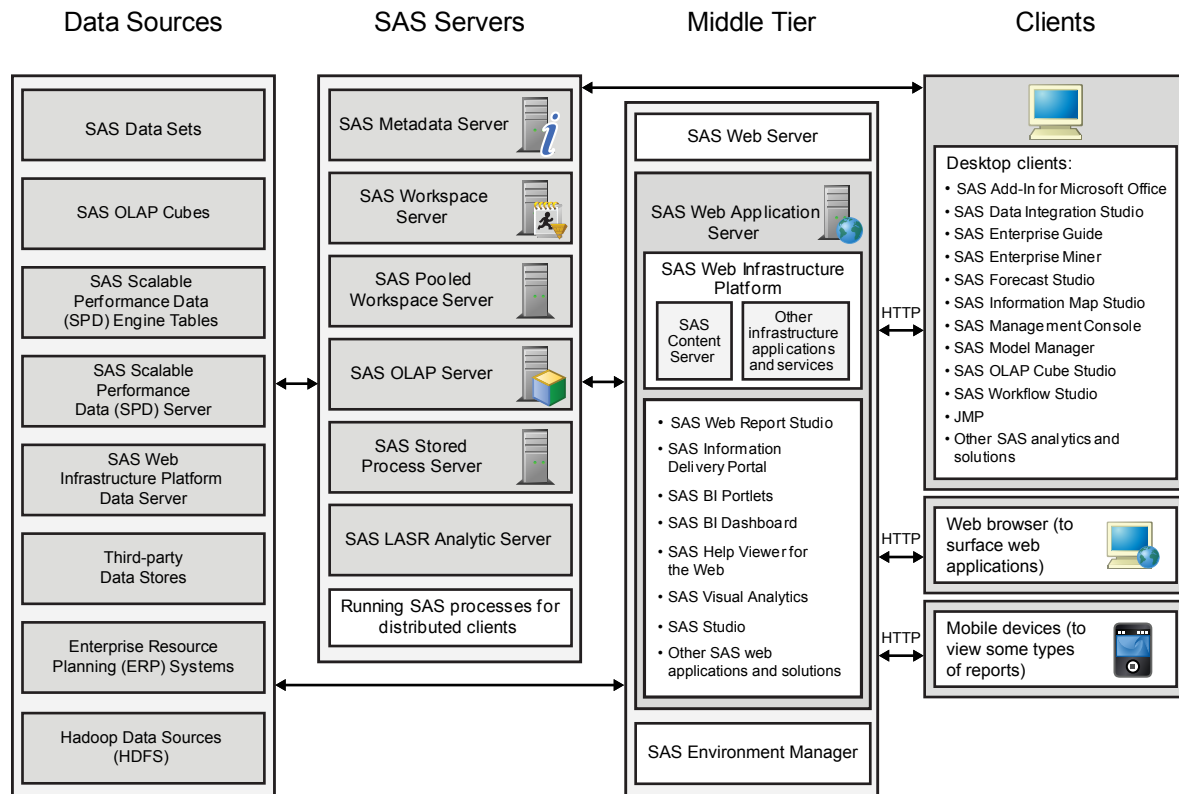 Data Sources
SAS Servers
Middle Tier
Clients
SAS Data Sets
SAS OLAP Cubes
SAS Scalable
Performance Data
(SPD) Engine Tables
SAS Scalable
Performance
Data (SPD) Server
SAS Web
Infrastructure Platform
Data Server
Third-party
Data Stores
Enterprise Resource
Planning (ERP) Systems
Hadoop Data Sources
(HDFS)
SAS Metadata Server
SAS Workspace
Server
SAS Pooled
Workspace Server
SAS OLAP Server
SAS Stored
Process Server
SAS LASR Analytic Server
Running SAS processes for
distributed clients
SAS Web Server
SAS Web Application
Server
SAS Web Infrastructure
Platform
SAS
Content
Server
Other
infrastructure
applications
and services
• SAS Web Report Studio
• SAS Information
Delivery Portal
• SAS BI Portlets
• SAS BI Dashboard
• SAS Help Viewer for
the Web
• SAS Visual Analytics
• SAS Studio
• Other SAS web
applications and solutions
SAS Environment Manager
HTTP
HTTP
HTTP
Desktop clients:
• SAS Add-In for Microsoft Office
• SAS Data Integration Studio
• SAS Enterprise Guide
• SAS Enterprise Miner
• SAS Forecast Studio
• SAS Information Map Studio
• SAS Management Console
• SAS Model Manager
• SAS OLAP Cube Studio
• SAS Workflow Studio
• JMP
• Other SAS analytics and
solutions
Web browser (to
surface web
applications)
Mobile devices (to
view some types
of reports)